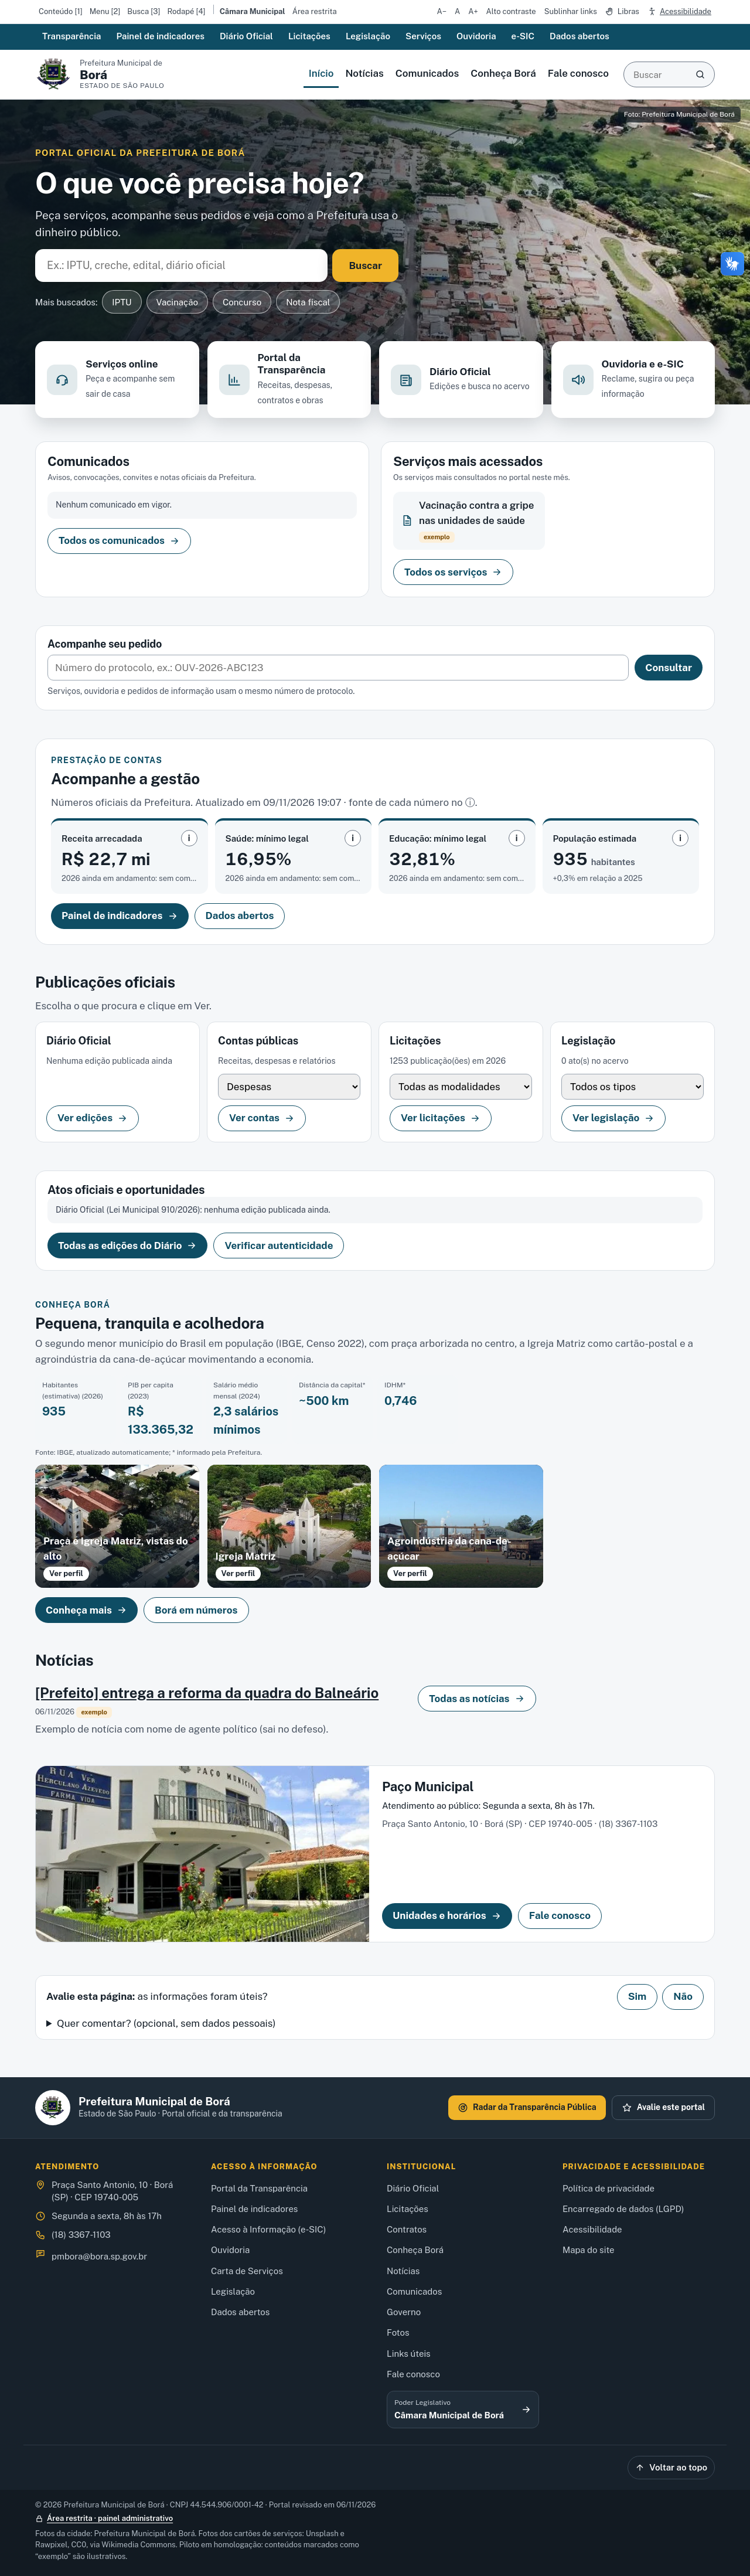 Conteúdo [1] Menu [2] Busca [3] Rodapé [4] Câmara Municipal Área restrita A− A A+ Alto contraste Sublinhar links Libras Acessibilidade
Transparência Painel de indicadores Diário Oficial Licitações Legislação Serviços Ouvidoria e-SIC Dados abertos
Prefeitura Municipal de
Borá
ESTADO DE SÃO PAULO
Início Notícias Comunicados Conheça Borá Fale conosco Buscar
Foto: Prefeitura Municipal de Borá
PORTAL OFICIAL DA PREFEITURA DE BORÁ
O que você precisa hoje?
Peça serviços, acompanhe seus pedidos e veja como a Prefeitura usa o
dinheiro público.
Ex.: IPTU, creche, edital, diário oficial Buscar
Mais buscados: IPTU Vacinação Concurso Nota fiscal
Serviços online
Peça e acompanhe sem
sair de casa
Portal da
Transparência
Receitas, despesas,
contratos e obras
Diário Oficial
Edições e busca no acervo
Ouvidoria e e-SIC
Reclame, sugira ou peça
informação
Comunicados
Avisos, convocações, convites e notas oficiais da Prefeitura.
Nenhum comunicado em vigor.
Todos os comunicados →
Serviços mais acessados
Os serviços mais consultados no portal neste mês.
Vacinação contra a gripe
nas unidades de saúde
exemplo
Todos os serviços →
Acompanhe seu pedido
Número do protocolo, ex.: OUV-2026-ABC123 Consultar
Serviços, ouvidoria e pedidos de informação usam o mesmo número de protocolo.
PRESTAÇÃO DE CONTAS
Acompanhe a gestão
Números oficiais da Prefeitura. Atualizado em 09/11/2026 19:07 · fonte de cada número no ⓘ.
Receita arrecadada i
R$ 22,7 mi
2026 ainda em andamento: sem com...
Saúde: mínimo legal i
16,95%
2026 ainda em andamento: sem com...
Educação: mínimo legal i
32,81%
2026 ainda em andamento: sem com...
População estimada i
935 habitantes
+0,3% em relação a 2025
Painel de indicadores → Dados abertos
Publicações oficiais
Escolha o que procura e clique em Ver.
Diário Oficial
Nenhuma edição publicada ainda
Ver edições →
Contas públicas
Receitas, despesas e relatórios
Despesas
Ver contas →
Licitações
1253 publicação(ões) em 2026
Todas as modalidades
Ver licitações →
Legislação
0 ato(s) no acervo
Todos os tipos
Ver legislação →
Atos oficiais e oportunidades
Diário Oficial (Lei Municipal 910/2026): nenhuma edição publicada ainda.
Todas as edições do Diário → Verificar autenticidade
CONHEÇA BORÁ
Pequena, tranquila e acolhedora
O segundo menor município do Brasil em população (IBGE, Censo 2022), com praça arborizada no centro, a Igreja Matriz como cartão-postal e a
agroindústria da cana-de-açúcar movimentando a economia.
Habitantes
(estimativa) (2026)
935
PIB per capita
(2023)
R$
133.365,32
Salário médio
mensal (2024)
2,3 salários
mínimos
Distância da capital*
~500 km
IDHM*
0,746
Fonte: IBGE, atualizado automaticamente; * informado pela Prefeitura.
Praça e Igreja Matriz, vistas do
alto
Ver perfil
Igreja Matriz
Ver perfil
Agroindústria da cana-de-
açúcar
Ver perfil
Conheça mais → Borá em números
Notícias
[Prefeito] entrega a reforma da quadra do Balneário
06/11/2026 exemplo
Exemplo de notícia com nome de agente político (sai no defeso).
Todas as notícias →
RUA VER
HERCULANO AZEVEDO
FARMA VIDA
PAÇO MUNICIPAL
Paço Municipal
Atendimento ao público: Segunda a sexta, 8h às 17h.
Praça Santo Antonio, 10 · Borá (SP) · CEP 19740-005 · (18) 3367-1103
Unidades e horários → Fale conosco
Avalie esta página: as informações foram úteis? Sim Não
▶ Quer comentar? (opcional, sem dados pessoais)
Prefeitura Municipal de Borá
Estado de São Paulo · Portal oficial e da transparência
Radar da Transparência Pública Avalie este portal
ATENDIMENTO
Praça Santo Antonio, 10 · Borá
(SP) · CEP 19740-005
Segunda a sexta, 8h às 17h
(18) 3367-1103
pmbora@bora.sp.gov.br
ACESSO À INFORMAÇÃO
Portal da Transparência
Painel de indicadores
Acesso à Informação (e-SIC)
Ouvidoria
Carta de Serviços
Legislação
Dados abertos
INSTITUCIONAL
Diário Oficial
Licitações
Contratos
Conheça Borá
Notícias
Comunicados
Governo
Fotos
Links úteis
Fale conosco
Poder Legislativo
Câmara Municipal de Borá →
PRIVACIDADE E ACESSIBILIDADE
Política de privacidade
Encarregado de dados (LGPD)
Acessibilidade
Mapa do site
↑ Voltar ao topo
© 2026 Prefeitura Municipal de Borá · CNPJ 44.544.906/0001-42 · Portal revisado em 06/11/2026
Área restrita · painel administrativo
Fotos da cidade: Prefeitura Municipal de Borá. Fotos dos cartões de serviços: Unsplash e
Rawpixel, CC0, via Wikimedia Commons. Piloto em homologação: conteúdos marcados como
"exemplo" são ilustrativos.